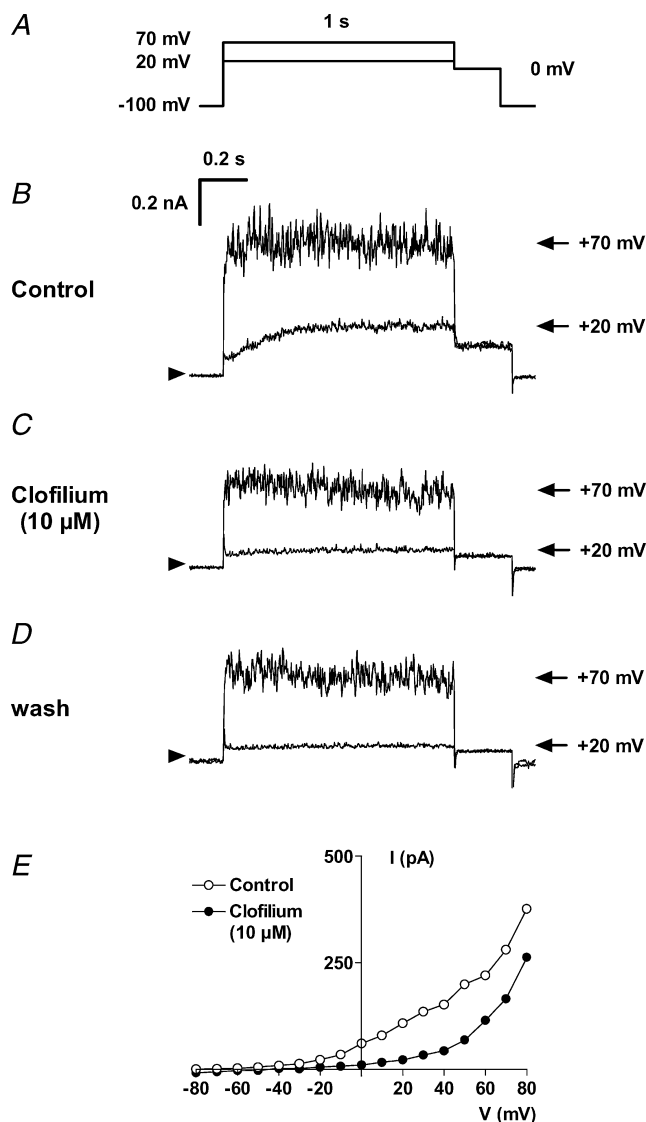 A
1 s
70 mV
20 mV
0 mV
-100 mV
0.2 s
0.2 nA
B
+70 mV
Control
+20 mV
C
Clofilium
(10 µM)
+70 mV
+20 mV
D
+70 mV
wash
+20 mV
E
500
I (pA)
Control
Clofilium
(10 µM)
250
-80 -60 -40 -20 20 40 60 80
V (mV)